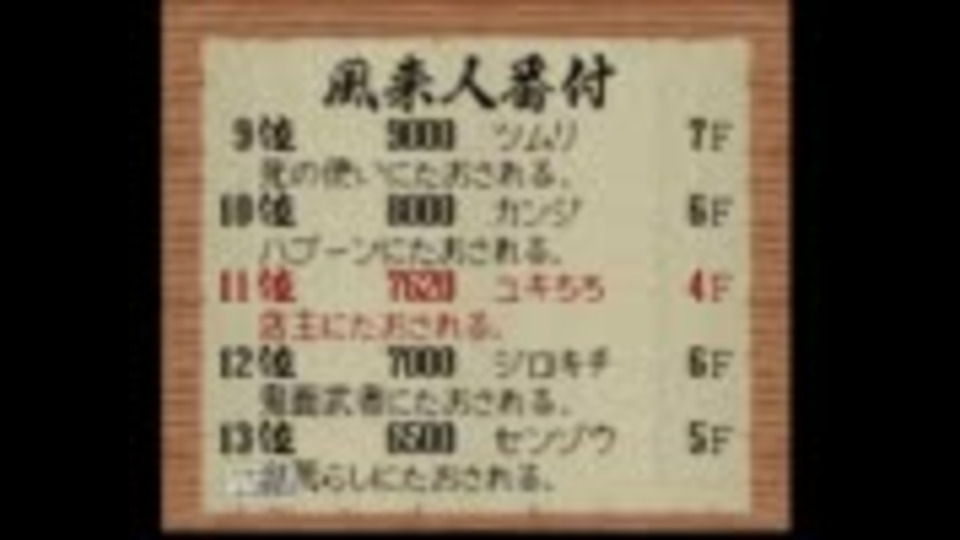 風来人番付
9位 9000 ツムリ 7F
死の使いにたおされる。
10位 8000 カンジ 6F
ハブーンにたおされる。
11位 7620 ユキちち 4F
店主にたおされる。
12位 7000 ジロキチ 6F
鬼面武者にたおされる。
13位 6500 センゾウ 5F
らしにたおされる。